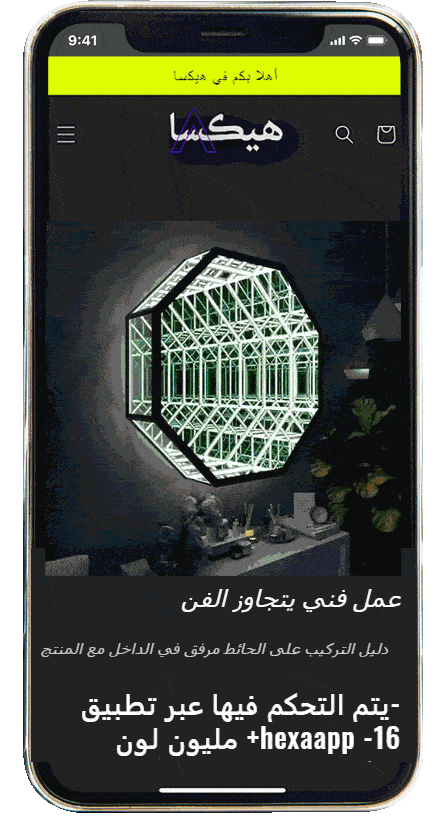 9:41
أهلا بكم في هيكسا
هيكسا
عمل فني يتجاوز الفن
دليل التركيب على الحائط مرفق في الداخل مع المنتج
-يتم التحكم فيها عبر تطبيق
hexaapp -16+ مليون لون